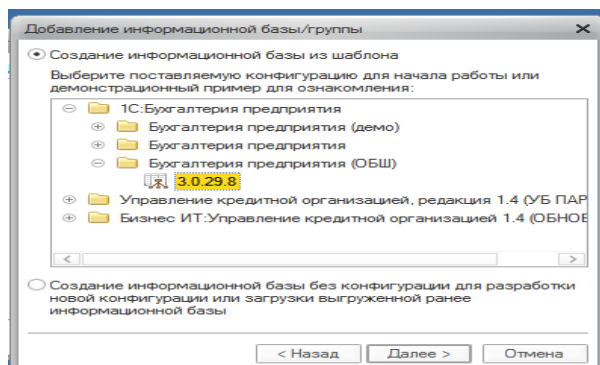 Добавление информационной базы/группы
Создание информационной базы из шаблона
Выберите поставляемую конфигурацию для начала работы или
демонстрационный пример для ознакомления:
1С:Бухгалтерия предприятия
Бухгалтерия предприятия (демо)
Бухгалтерия предприятия
Бухгалтерия предприятия (ОБШ)
3.0.29.8
Управление кредитной организацией, редакция 1.4 (УБ ПАР
Бизнес ИТ:Управление кредитной организацией 1.4 (ОБНОЕ
Создание информационной базы без конфигурации для разработки
новой конфигурации или загрузки выгруженной ранее
информационной базы
< Назад Далее > Отмена